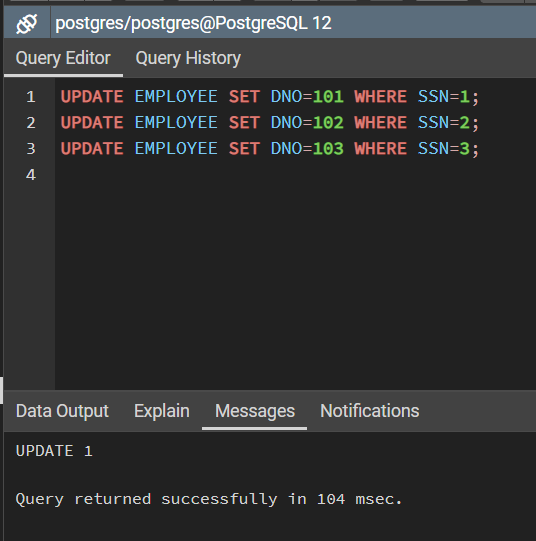 postgres/postgres@PostgreSQL 12
Query Editor Query History
1 UPDATE EMPLOYEE SET DNO=101 WHERE SSN=1;
2 UPDATE EMPLOYEE SET DNO=102 WHERE SSN=2;
3 UPDATE EMPLOYEE SET DNO=103 WHERE SSN=3;
4
Data Output Explain Messages Notifications
UPDATE 1
Query returned successfully in 104 msec.